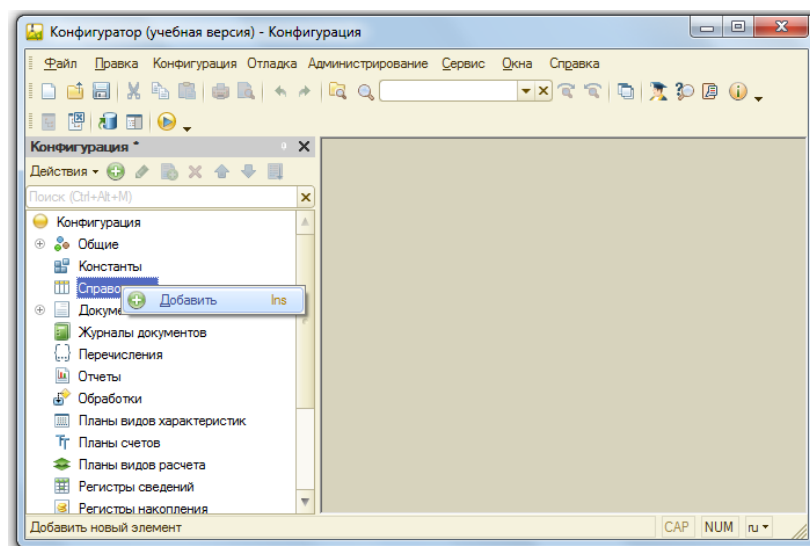 Конфигуратор (учебная версия) - Конфигурация
Файл Правка Конфигурация Отладка Администрирование Сервис Окна Справка
Конфигурация *
Действия
Поиск (Ctrl+Alt+M)
Конфигурация
Общие
Константы
Добавить Ins
Журналы документов
Перечисления
Отчеты
Обработки
Планы видов характеристик
Планы счетов
Планы видов расчета
Регистры сведений
Регистры накопления
Добавить новый элемент CAP NUM ru